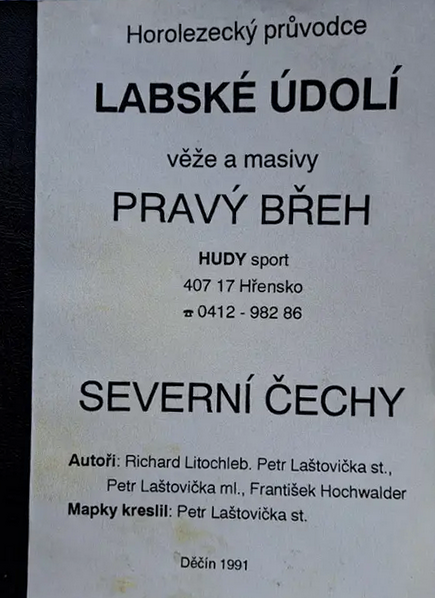 Horolezecký průvodce
LABSKÉ ÚDOLÍ
věže a masivy
PRAVÝ BŘEH
HUDY sport
407 17 Hřensko
☎ 0412 - 982 86
SEVERNÍ ČECHY
Autoři: Richard Litochleb. Petr Laštovička st.,
Petr Laštovička ml., František Hochwalder
Mapky kreslil: Petr Laštovička st.
Děčín 1991